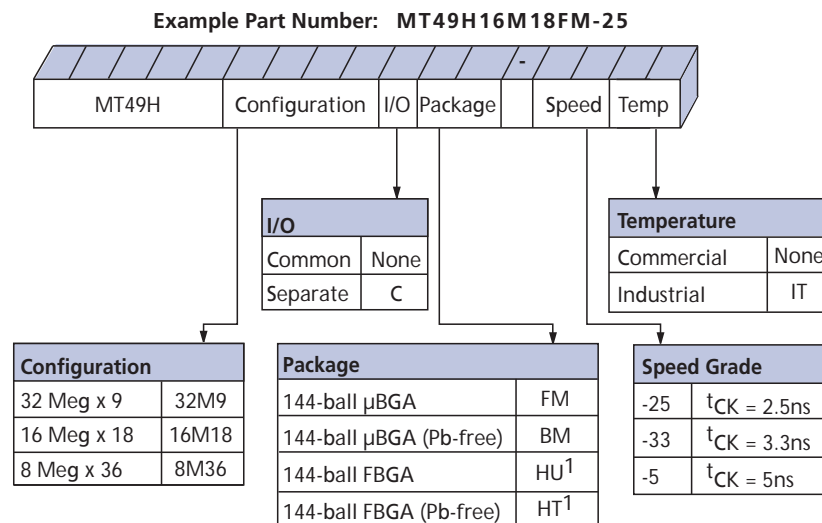 Example Part Number: MT49H16M18FM-25
-
MT49H Configuration I/O Package Speed Temp
I/O
Common None
Separate C
Temperature
Commercial None
Industrial IT
Configuration
32 Meg x 9 32M9
16 Meg x 18 16M18
8 Meg x 36 8M36
Package
144-ball µBGA FM
144-ball µBGA (Pb-free) BM
144-ball FBGA HU1
144-ball FBGA (Pb-free) HT1
Speed Grade
-25 tCK = 2.5ns
-33 tCK = 3.3ns
-5 tCK = 5ns